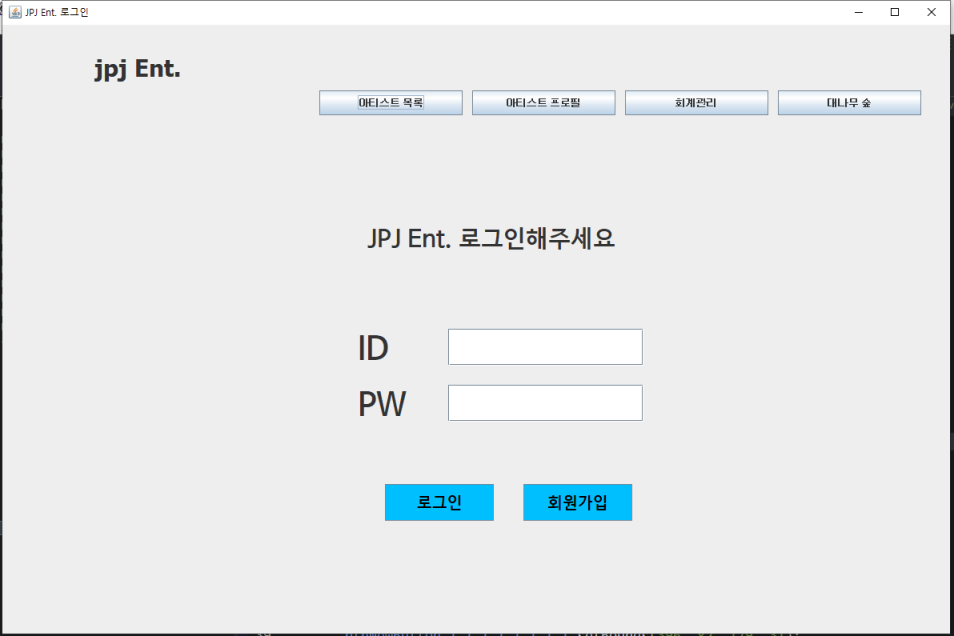 JPJ Ent. 로그인
jpj Ent.
아티스트 목록 아티스트 프로필 회계관리 대나무 숲
JPJ Ent. 로그인해주세요
ID
PW
로그인 회원가입